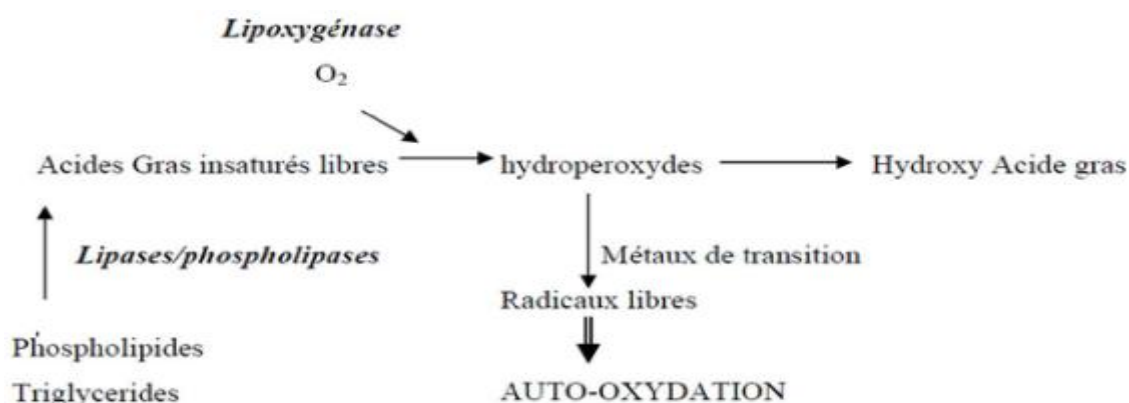 Lipoxygénase
O₂
Acides Gras insaturés libres
hydroperoxydes
Hydroxy Acide gras
Lipases/phospholipases
Métaux de transition
Radicaux libres
Phospholipides
Triglycerides
AUTO-OXYDATION